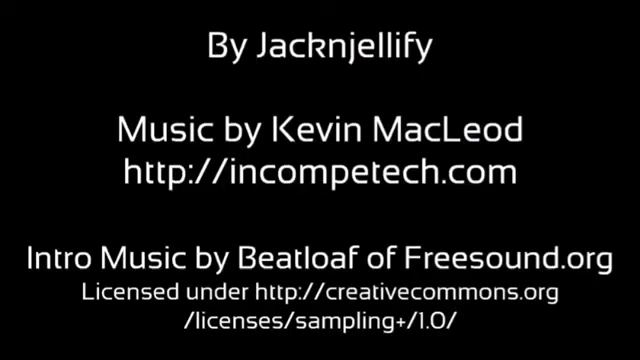 By Jacknjellify
Music by Kevin MacLeod
http://incompetech.com
Intro Music by Beatloaf of Freesound.org
Licensed under http://creativecommons.org
/licenses/sampling+/1.0/